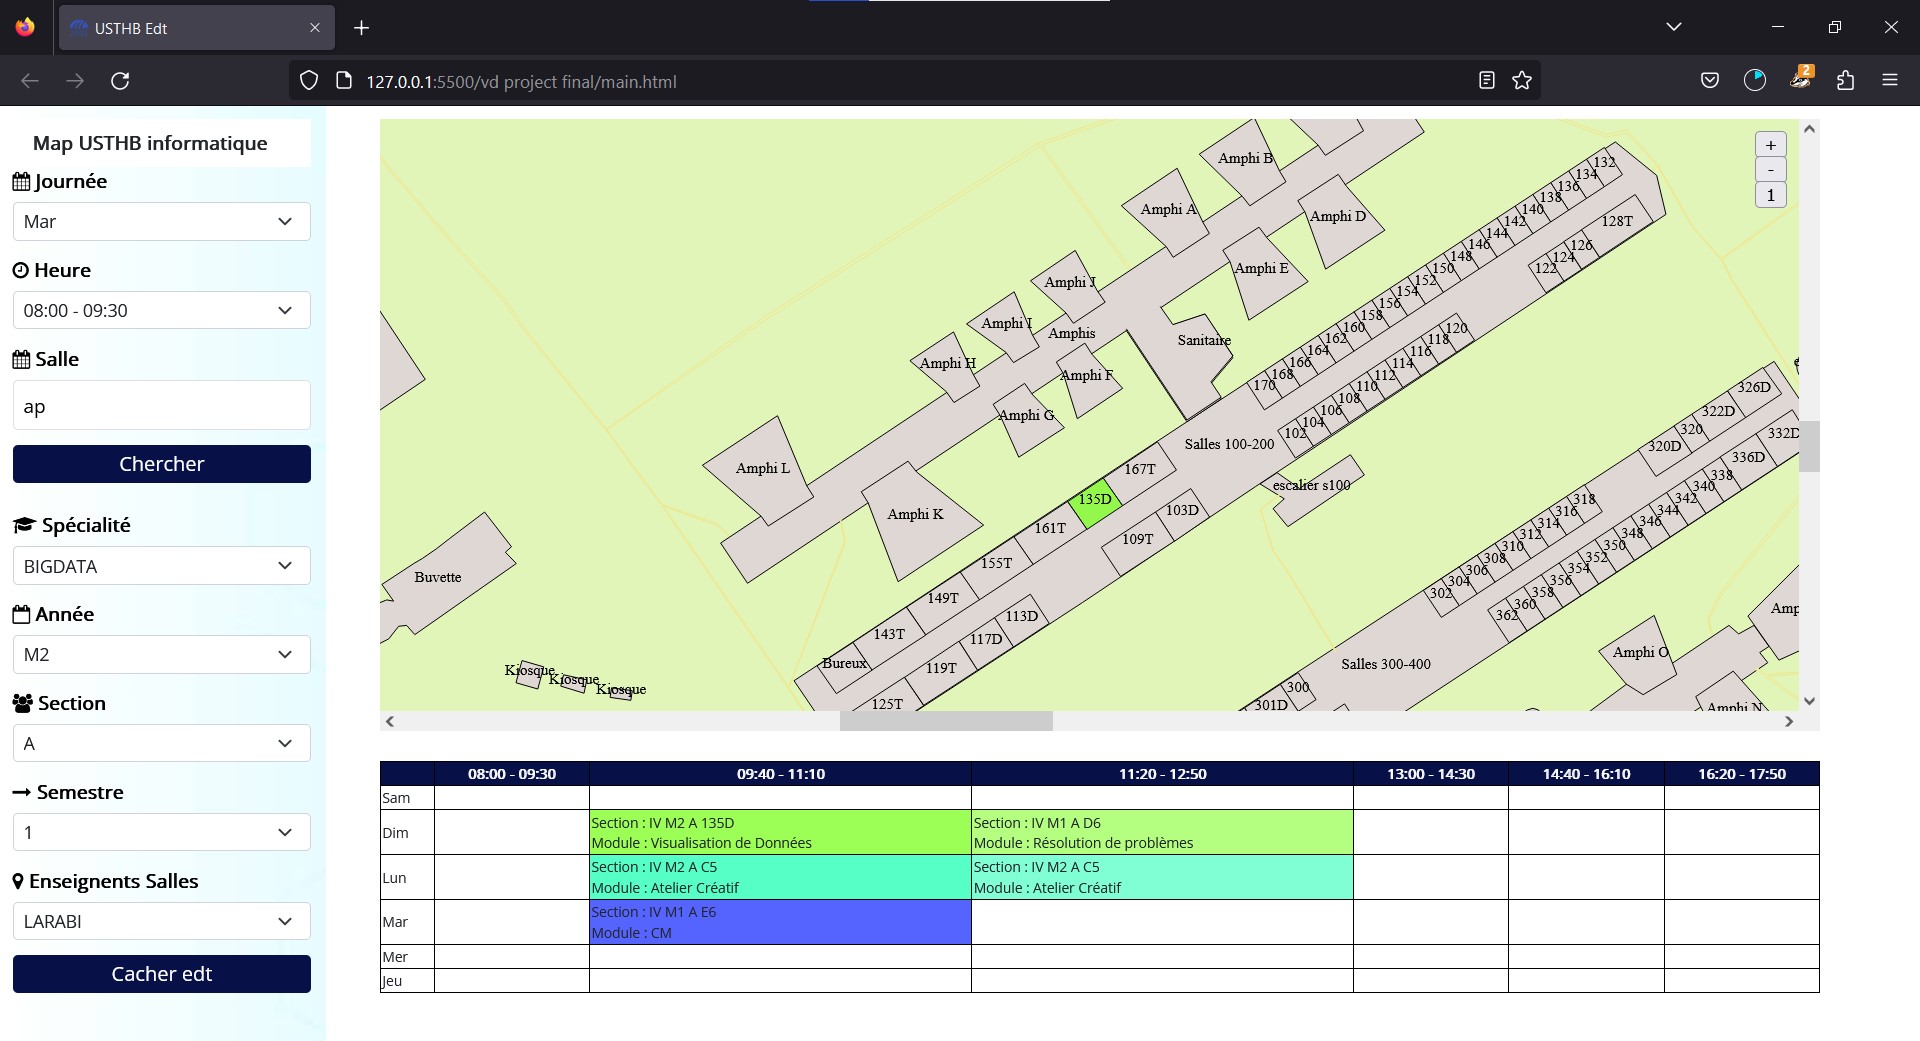 USTHB Edt
127.0.0.1:5500/vd project final/main.html
2
Map USTHB informatique
Journée
Mar
Heure
08:00 - 09:30
Salle
ap
Chercher
Spécialité
BIGDATA
Année
M2
Section
A
Semestre
1
Enseignents Salles
LARABI
Cacher edt
+
-
1
Amphi B
Amphi A
Amphi D
Amphi E
Amphi J
Amphi I
Amphis
Amphi H
Amphi F
Amphi G
Sanitaire
Amphi L
Amphi K
Buvette
Kiosque
Kiosque
Kiosque
132
134
136
138
140
142
144
146
148
150
152
154
156
158
160
162
164
166
168
170
128T
126
124
122
120
118
116
114
112
110
108
106
104
102
Salles 100-200
escalier s100
167T
135D
161T
155T
149T
143T
Bureux
103D
109T
113D
117D
119T
125T
326D
322D
320
320D
332D
336D
338
340
342
344
346
348
350
352
354
356
358
360
362
318
316
314
312
310
308
306
304
302
Salles 300-400
300
301D
Amphi O
Amphi N
Amp
08:00 - 09:30 09:40 - 11:10 11:20 - 12:50 13:00 - 14:30 14:40 - 16:10 16:20 - 17:50
Sam
Dim
Section : IV M2 A 135D
Module : Visualisation de Données
Section : IV M1 A D6
Module : Résolution de problèmes
Lun
Section : IV M2 A C5
Module : Atelier Créatif
Section : IV M2 A C5
Module : Atelier Créatif
Mar
Section : IV M1 A E6
Module : CM
Mer
Jeu